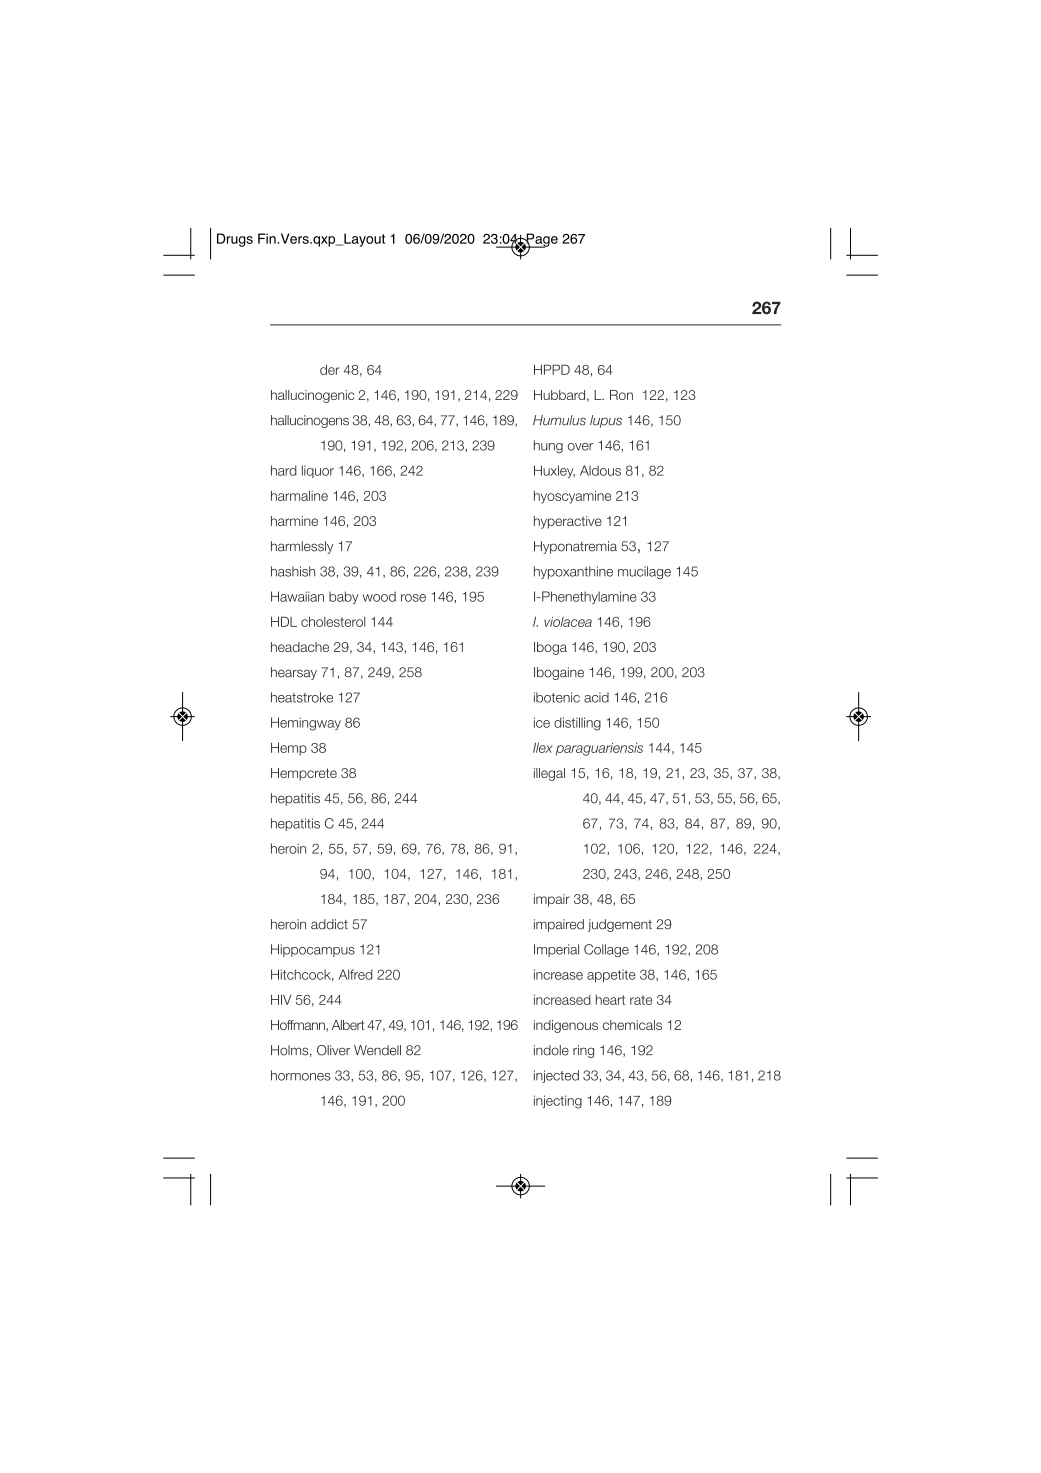 Drugs Fin.Vers.qxp_Layout 1 06/09/2020 23:04 Page 267
267
der 48, 64
hallucinogenic 2, 146, 190, 191, 214, 229
hallucinogens 38, 48, 63, 64, 77, 146, 189,
190, 191, 192, 206, 213, 239
hard liquor 146, 166, 242
harmaline 146, 203
harmine 146, 203
harmlessly 17
hashish 38, 39, 41, 86, 226, 238, 239
Hawaiian baby wood rose 146, 195
HDL cholesterol 144
headache 29, 34, 143, 146, 161
hearsay 71, 87, 249, 258
heatstroke 127
Hemingway 86
Hemp 38
Hempcrete 38
hepatitis 45, 56, 86, 244
hepatitis C 45, 244
heroin 2, 55, 57, 59, 69, 76, 78, 86, 91,
94, 100, 104, 127, 146, 181,
184, 185, 187, 204, 230, 236
heroin addict 57
Hippocampus 121
Hitchcock, Alfred 220
HIV 56, 244
Hoffmann, Albert 47, 49, 101, 146, 192, 196
Holms, Oliver Wendell 82
hormones 33, 53, 86, 95, 107, 126, 127,
146, 191, 200
HPPD 48, 64
Hubbard, L. Ron 122, 123
Humulus lupus 146, 150
hung over 146, 161
Huxley, Aldous 81, 82
hyoscyamine 213
hyperactive 121
Hyponatremia 53, 127
hypoxanthine mucilage 145
I-Phenethylamine 33
I. violacea 146, 196
Iboga 146, 190, 203
Ibogaine 146, 199, 200, 203
ibotenic acid 146, 216
ice distilling 146, 150
Ilex paraguariensis 144, 145
illegal 15, 16, 18, 19, 21, 23, 35, 37, 38,
40, 44, 45, 47, 51, 53, 55, 56, 65,
67, 73, 74, 83, 84, 87, 89, 90,
102, 106, 120, 122, 146, 224,
230, 243, 246, 248, 250
impair 38, 48, 65
impaired judgement 29
Imperial Collage 146, 192, 208
increase appetite 38, 146, 165
increased heart rate 34
indigenous chemicals 12
indole ring 146, 192
injected 33, 34, 43, 56, 68, 146, 181, 218
injecting 146, 147, 189